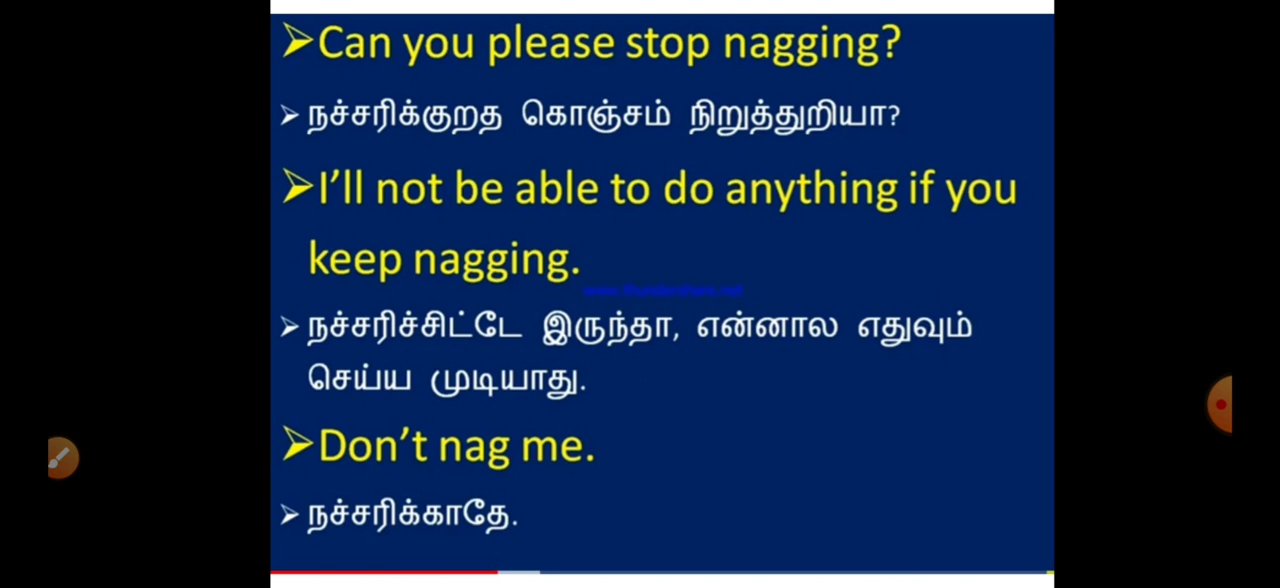 ➢Can you please stop nagging?
➢நச்சரிக்குறத கொஞ்சம் நிறுத்துறியா?
➢I'll not be able to do anything if you
keep nagging.
➢நச்சரிச்சிட்டே இருந்தா, என்னால எதுவும்
செய்ய முடியாது.
➢Don't nag me.
➢நச்சரிக்காதே.